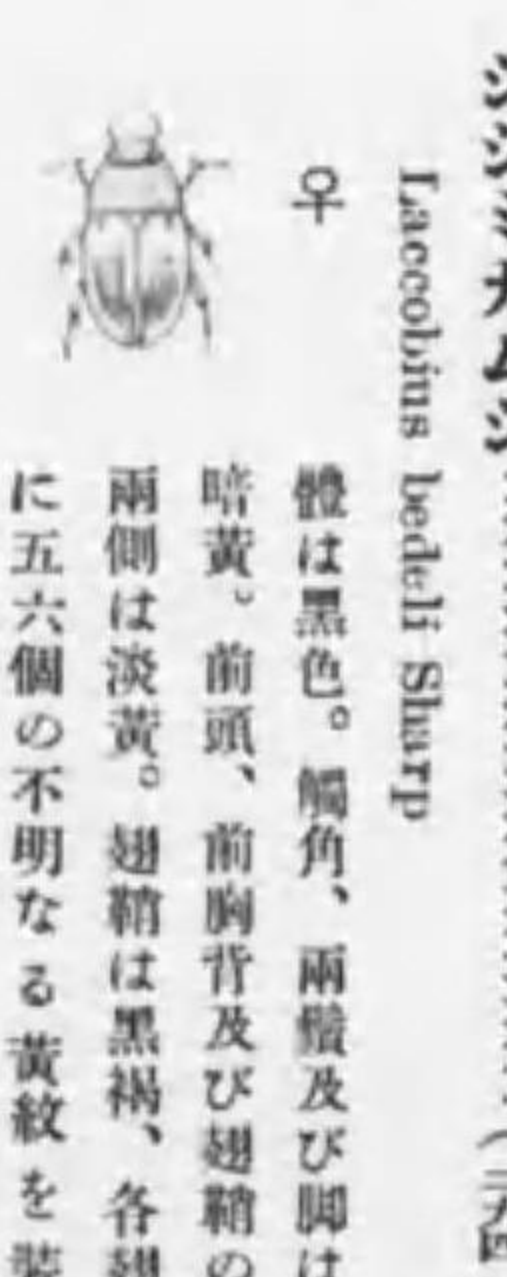 Laccobius bedeli Sharp
♀
體は黑色。觸角、兩鬚及び脚は
暗黃。前頭、前胸背及び翅鞘の
兩側は淡黃。翅鞘は黑褐、各翅
に五六個の不明なる黃紋を裝